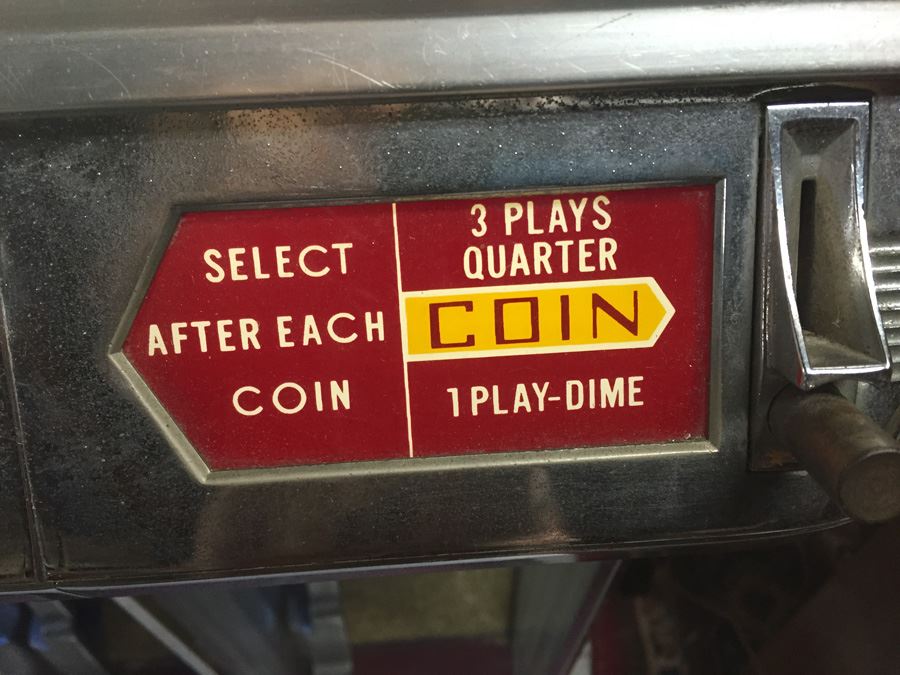 SELECT
AFTER EACH
COIN
3 PLAYS
QUARTER
COIN
1 PLAY-DIME